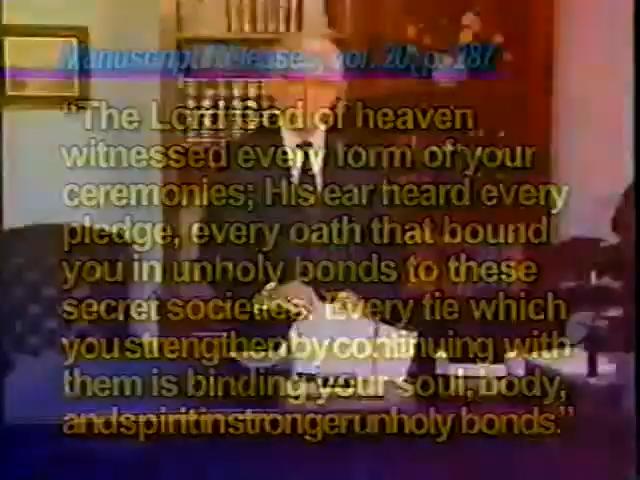 Manuscript Releases, Vol. 20, p. 187
"The Lord God of heaven
witnessed every form of your
ceremonies; His ear heard every
pledge, every oath that bound
you in unholy bonds to these
secret societies. Every tie which
you strengthen by continuing with
them is binding your soul, body,
and spirit in stronger unholy bonds."